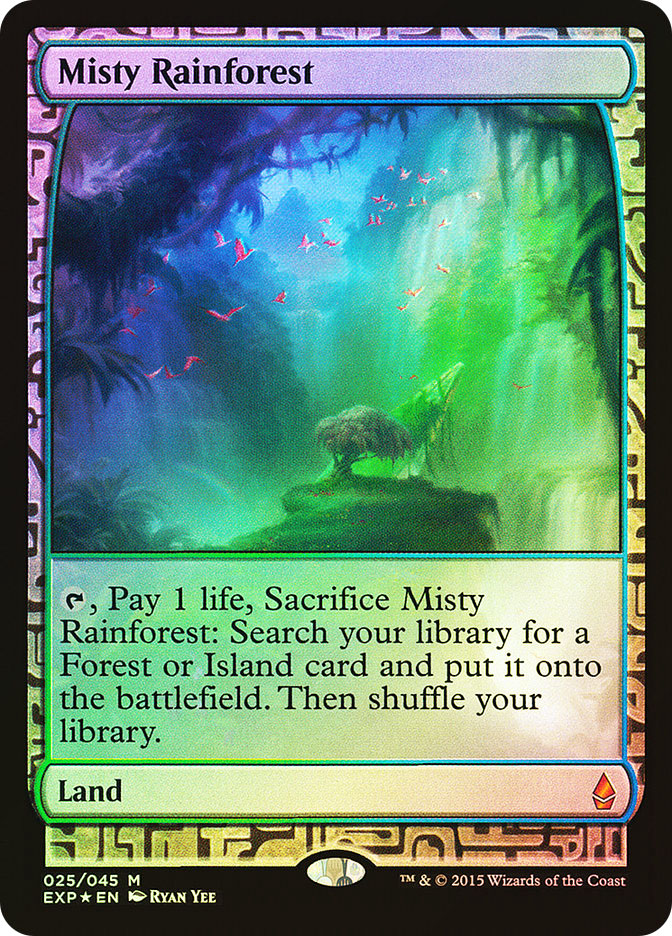 Misty Rainforest
, Pay 1 life, Sacrifice Misty
Rainforest: Search your library for a
Forest or Island card and put it onto
the battlefield. Then shuffle your
library.
Land
025/045 M
EXP★EN Ryan Yee
™ & © 2015 Wizards of the Coast